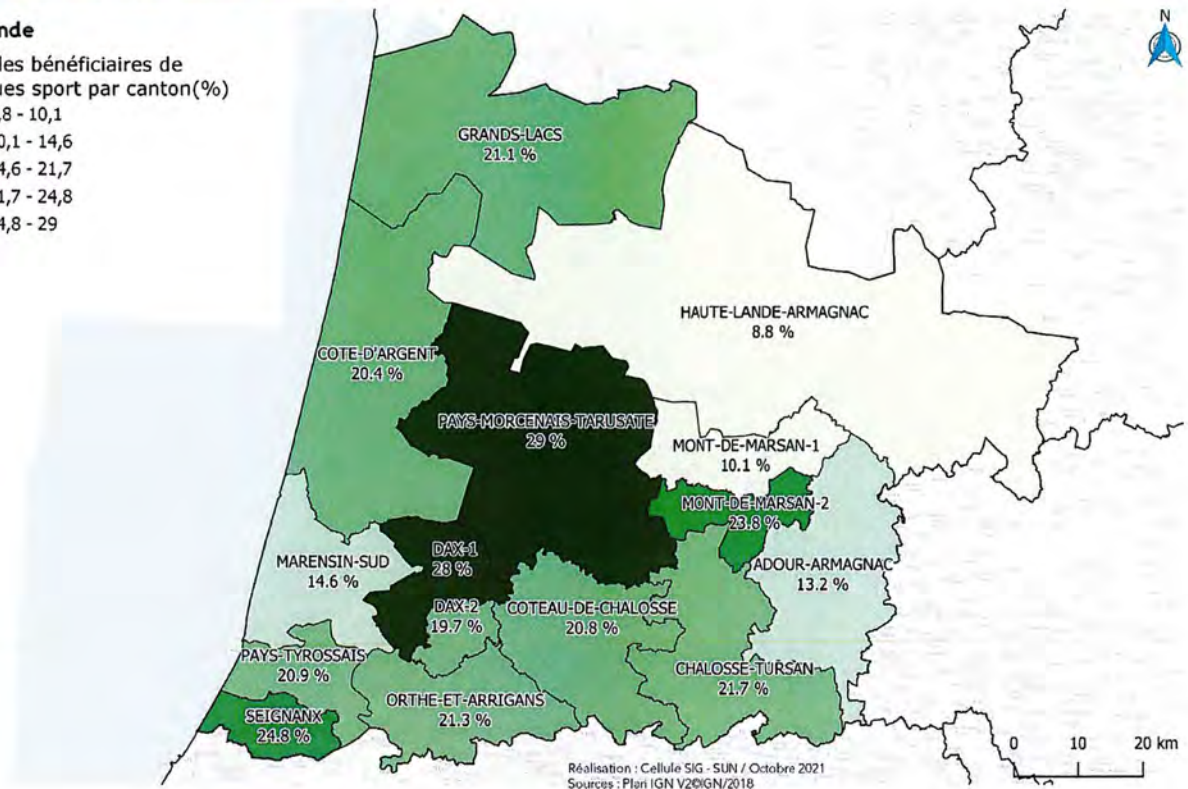 nde
les bénéficiaires de
ues sport par canton(%)
,8 - 10,1
0,1 - 14,6
4,6 - 21,7
1,7 - 24,8
4,8 - 29
N
GRANDS-LACS
21.1 %
HAUTE-LANDE-ARMAGNAC
8.8 %
COTE-D'ARGENT
20.4 %
PAYS-MORCENAIS-TARUSATE
29 %
MONT-DE-MARSAN-1
10.1 %
MONT-DE-MARSAN-2
23.8 %
MARENSIN-SUD
14.6 %
DAX-1
28 %
ADOUR-ARMAGNAC
13.2 %
DAX-2
19.7 %
COTEAU-DE-CHALOSSE
20.8 %
PAYS-TYROSSAIS
20.9 %
CHALOSSE-TURSAN
21.7 %
ORTHE-ET-ARRIGANS
21.3 %
SEIGNANX
24.8 %
0 10 20 km
Réalisation : Cellule SIG - SUN / Octobre 2021
Sources : Plan IGN V2©IGN/2018